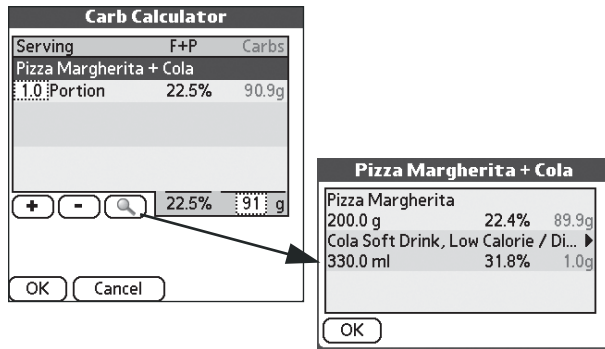 Carb Calculator
Serving F+P Carbs
Pizza Margherita + Cola
1.0 Portion 22.5% 90.9g
+ - 22.5% 91 g
OK Cancel
Pizza Margherita + Cola
Pizza Margherita
200.0 g 22.4% 89.9g
Cola Soft Drink, Low Calorie / Di...
330.0 ml 31.8% 1.0g
OK